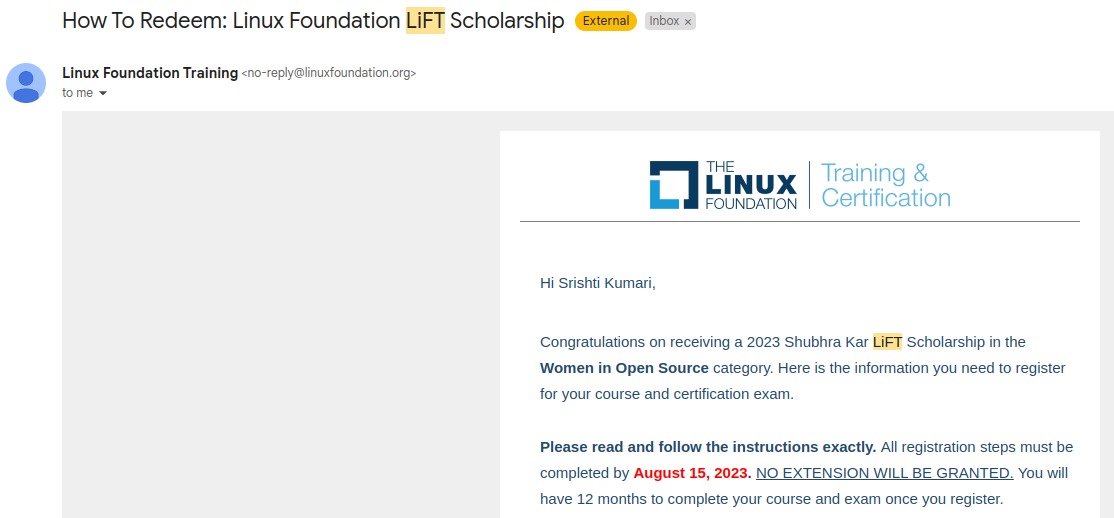 How To Redeem: Linux Foundation LiFT Scholarship External Inbox ×
Linux Foundation Training <no-reply@linuxfoundation.org>
to me
THE
LINUX
FOUNDATION
Training &
Certification
Hi Srishti Kumari,
Congratulations on receiving a 2023 Shubhra Kar LiFT Scholarship in the
Women in Open Source category. Here is the information you need to register
for your course and certification exam.
Please read and follow the instructions exactly. All registration steps must be
completed by August 15, 2023. NO EXTENSION WILL BE GRANTED. You will
have 12 months to complete your course and exam once you register.